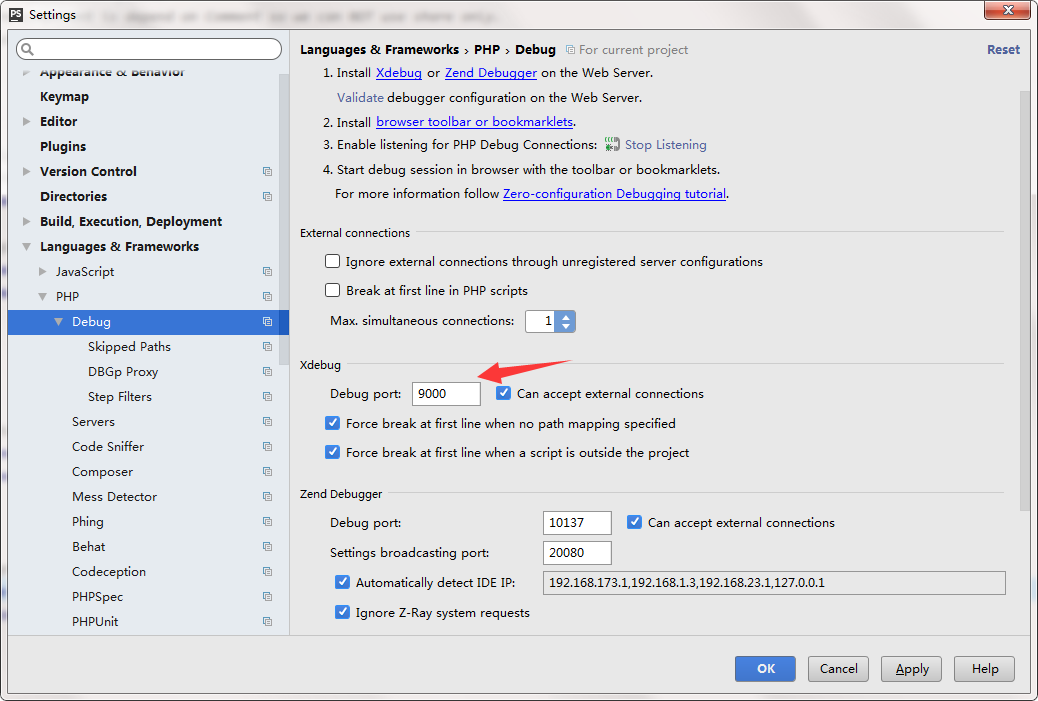 PS Settings
Appearance & Behavior
Keymap
Editor
Plugins
Version Control
Directories
Build, Execution, Deployment
Languages & Frameworks
JavaScript
PHP
Debug
Skipped Paths
DBGp Proxy
Step Filters
Servers
Code Sniffer
Composer
Mess Detector
Phing
Behat
Codeception
PHPSpec
PHPUnit
Languages & Frameworks › PHP › Debug For current project Reset
1. Install Xdebug or Zend Debugger on the Web Server.
Validate debugger configuration on the Web Server.
2. Install browser toolbar or bookmarklets.
3. Enable listening for PHP Debug Connections: Stop Listening
4. Start debug session in browser with the toolbar or bookmarklets.
For more information follow Zero-configuration Debugging tutorial.
External connections
Ignore external connections through unregistered server configurations
Break at first line in PHP scripts
Max. simultaneous connections: 1
Xdebug
Debug port: 9000 Can accept external connections
Force break at first line when no path mapping specified
Force break at first line when a script is outside the project
Zend Debugger
Debug port: 10137 Can accept external connections
Settings broadcasting port: 20080
Automatically detect IDE IP: 192.168.173.1,192.168.1.3,192.168.23.1,127.0.0.1
Ignore Z-Ray system requests
OK Cancel Apply Help